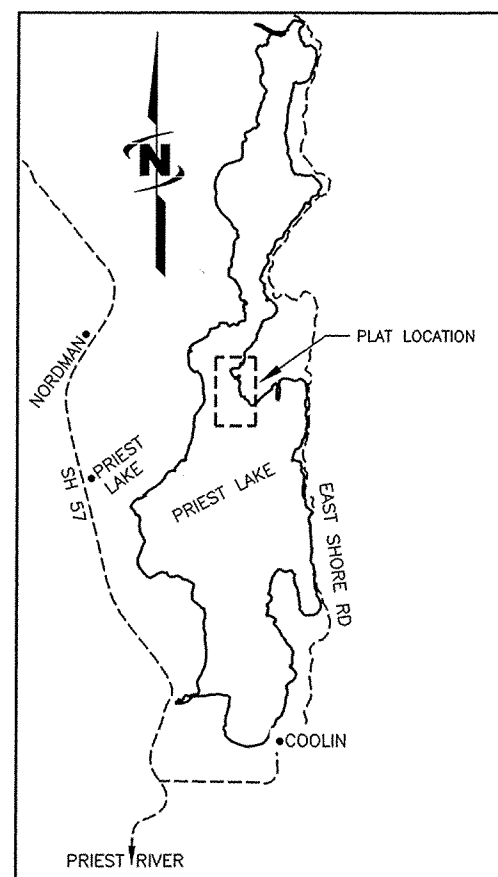 N
PLAT LOCATION
NORDMAN
PRIEST
LAKE
SH 57
PRIEST LAKE
EAST SHORE RD
COOLIN
PRIEST RIVER